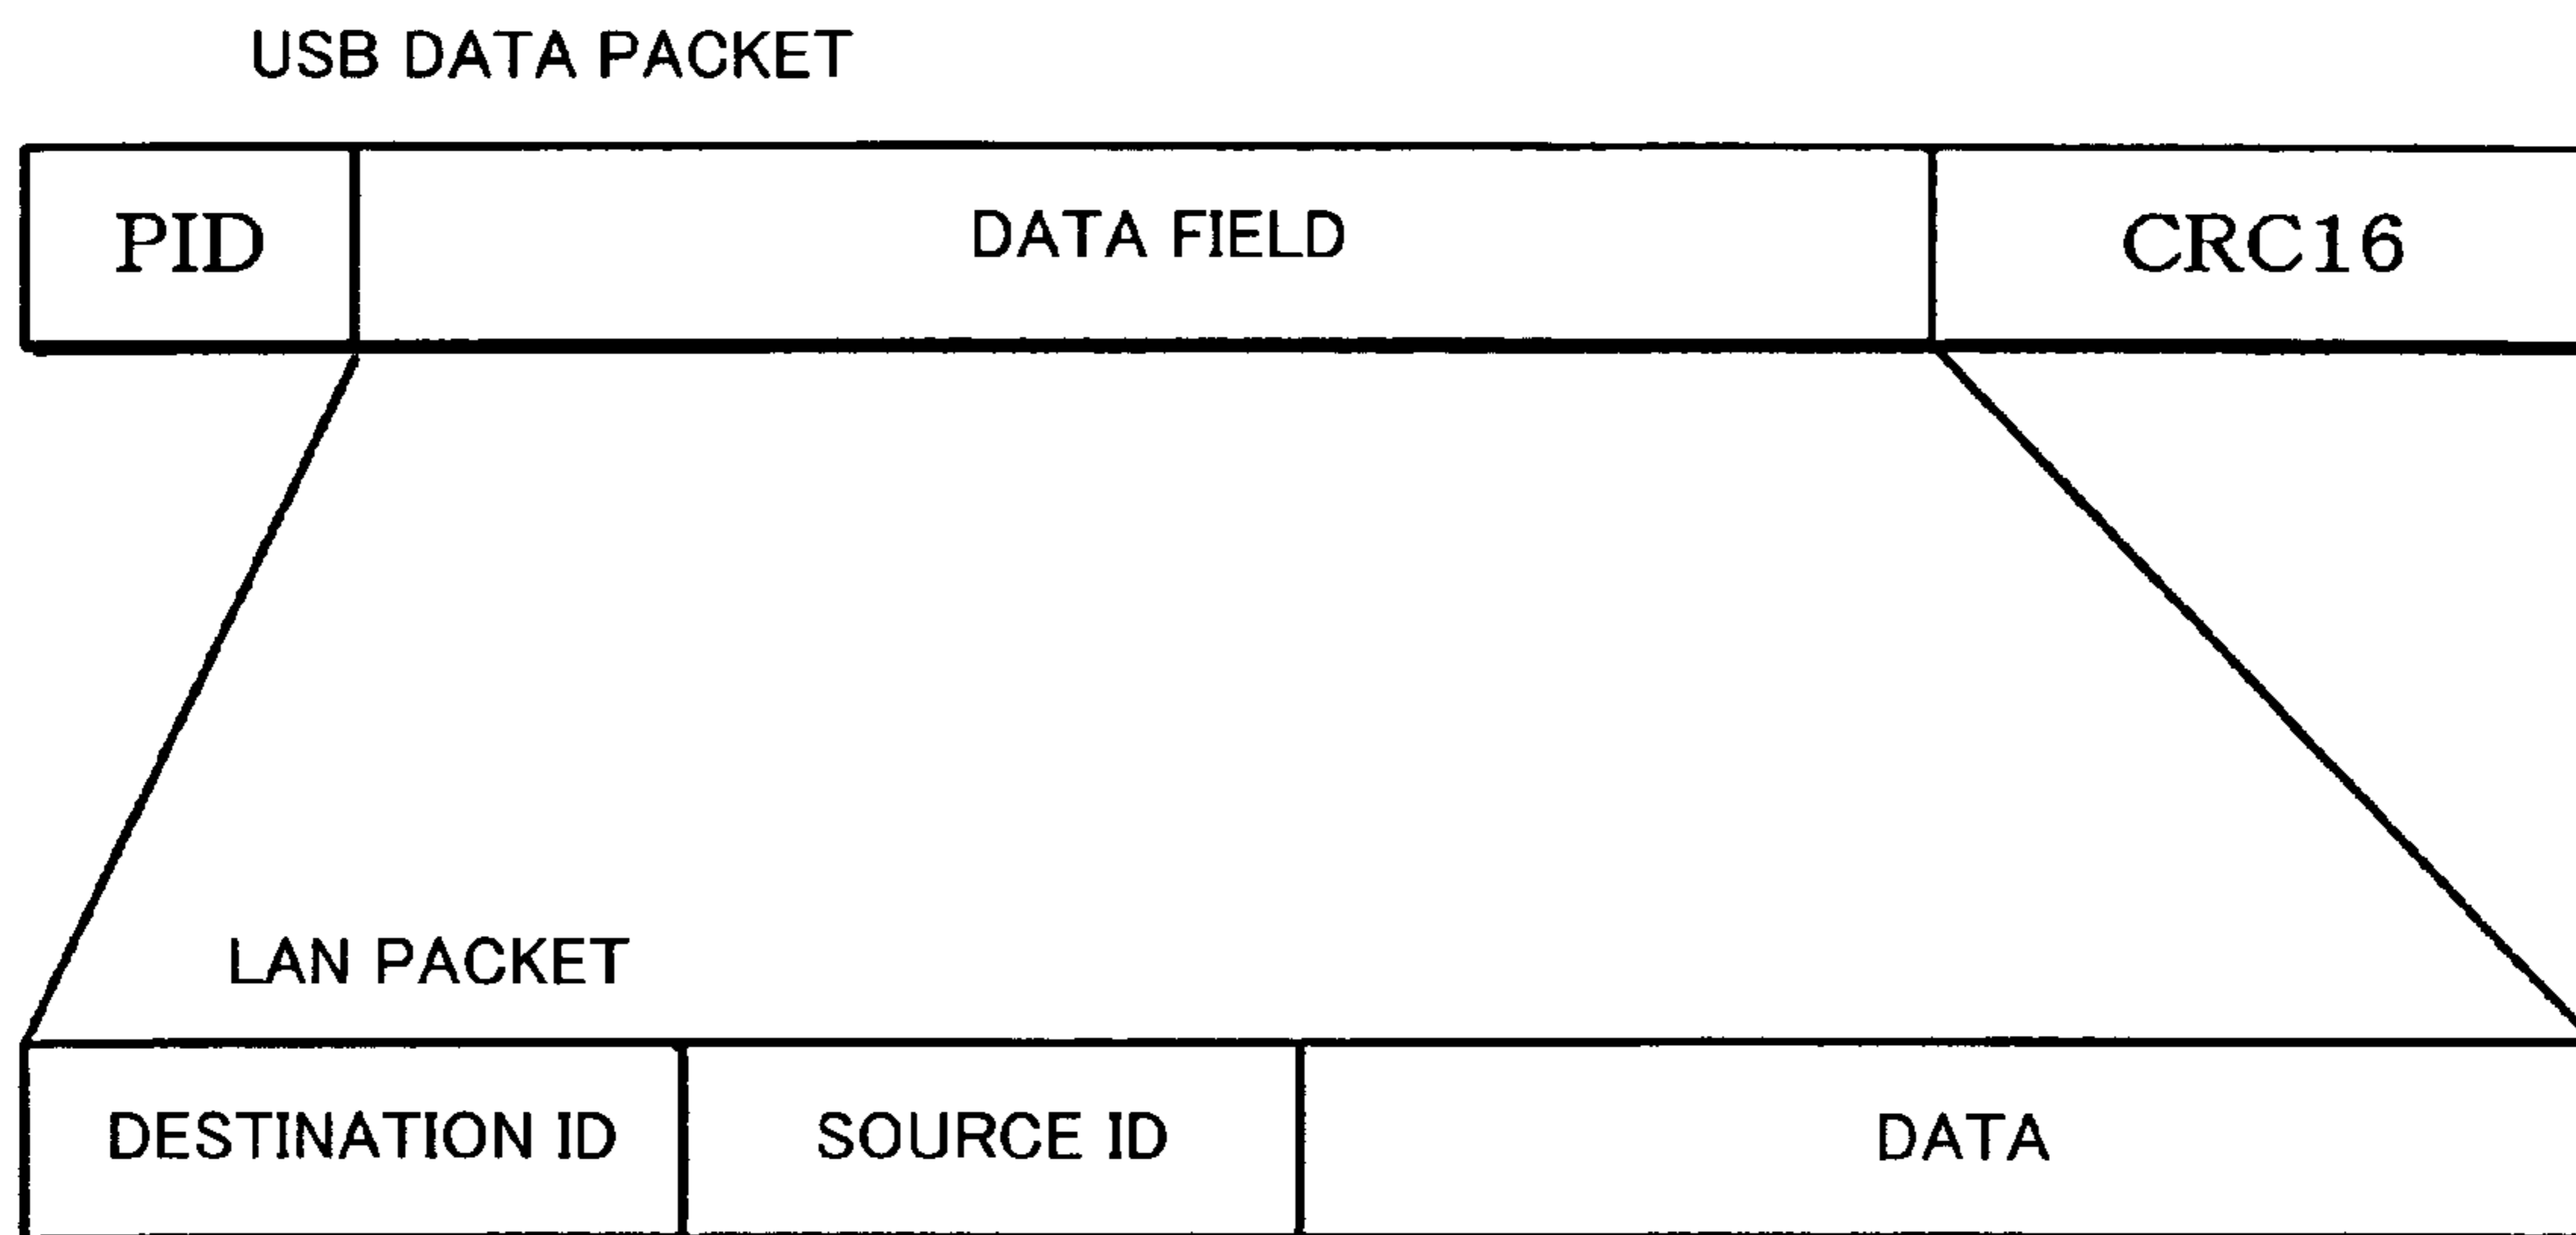 USB DATA PACKET
PID DATA FIELD CRC16
LAN PACKET
DESTINATION ID SOURCE ID DATA